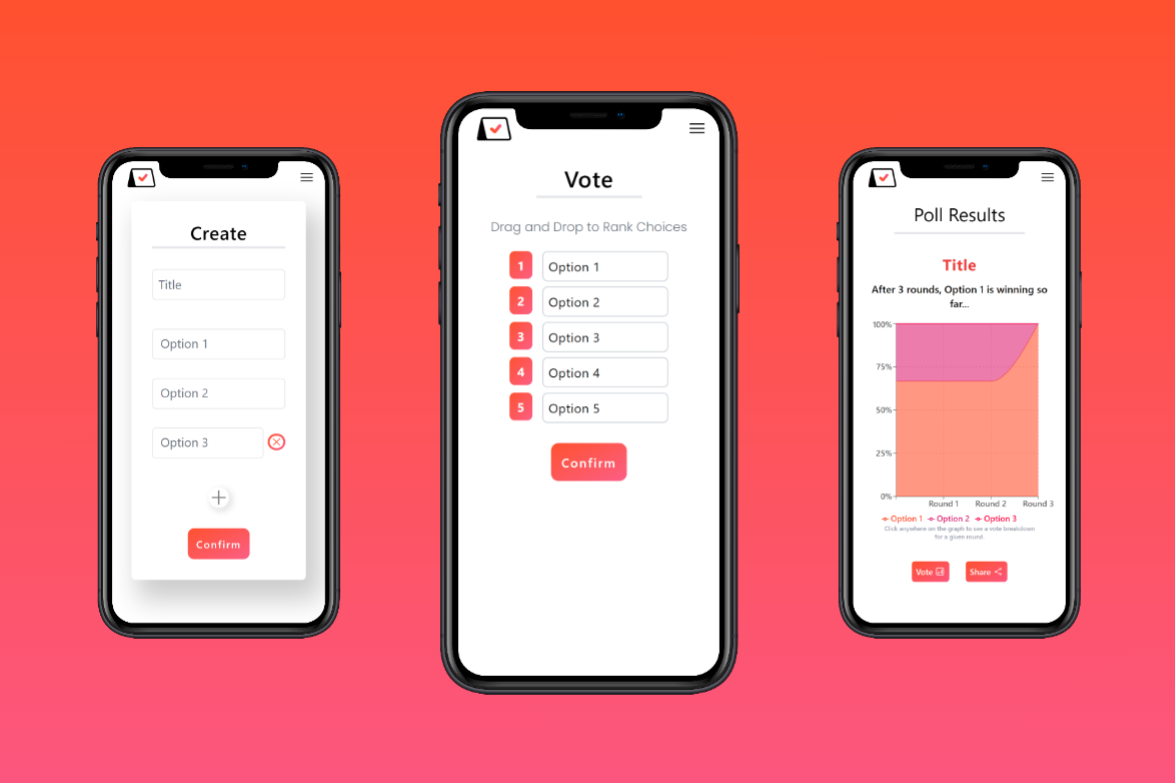 Create
Title
Option 1
Option 2
Option 3
Confirm
Vote
Drag and Drop to Rank Choices
1 Option 1
2 Option 2
3 Option 3
4 Option 4
5 Option 5
Confirm
Poll Results
Title
After 3 rounds, Option 1 is winning so
far...
100%
75%
50%
25%
0%
Round 1 Round 2 Round 3
Option 1 Option 2 Option 3
Click anywhere on the graph to see a vote breakdown
for a given round.
Vote Share